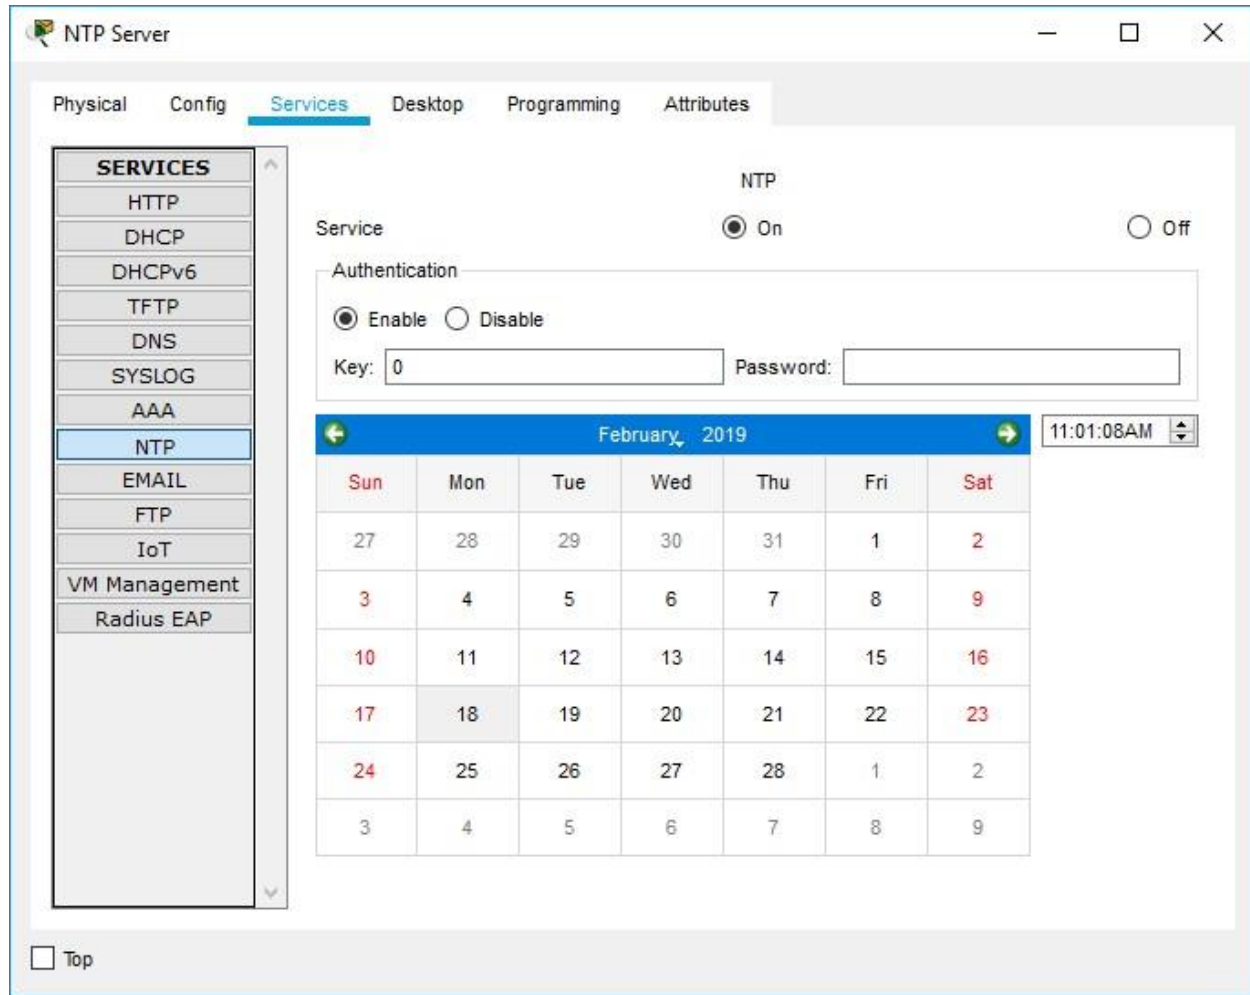 NTP Server
Physical Config Services Desktop Programming Attributes
SERVICES
HTTP
DHCP
DHCPv6
TFTP
DNS
SYSLOG
AAA
NTP
EMAIL
FTP
IoT
VM Management
Radius EAP
NTP
Service On Off
Authentication
Enable Disable
Key: 0 Password:
February, 2019 11:01:08AM
Sun Mon Tue Wed Thu Fri Sat
27 28 29 30 31 1 2
3 4 5 6 7 8 9
10 11 12 13 14 15 16
17 18 19 20 21 22 23
24 25 26 27 28 1 2
3 4 5 6 7 8 9
Top